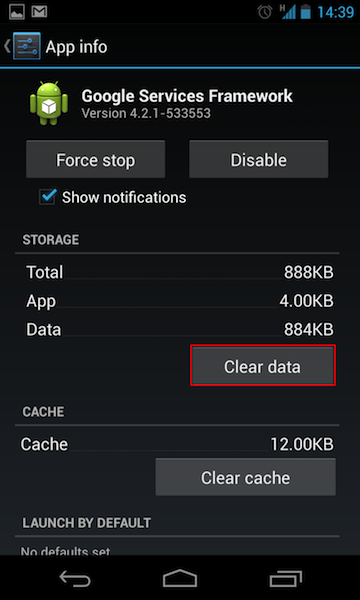 H 14:39
App info
Google Services Framework
Version 4.2.1-533553
Force stop Disable
Show notifications
STORAGE
Total 888KB
App 4.00KB
Data 884KB
Clear data
CACHE
Cache 12.00KB
Clear cache
LAUNCH BY DEFAULT
No defaults set